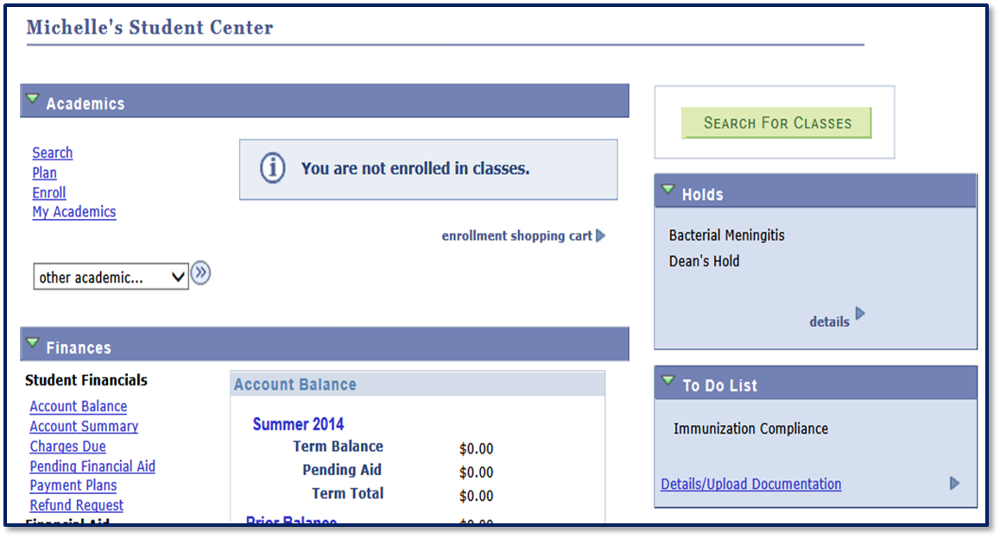 Michelle's Student Center
Academics
Search
Plan
Enroll
My Academics
You are not enrolled in classes.
enrollment shopping cart
other academic...
Finances
Student Financials
Account Balance
Account Summary
Charges Due
Pending Financial Aid
Payment Plans
Refund Request
Financial Aid
Account Balance
Summer 2014
Term Balance $0.00
Pending Aid $0.00
Term Total $0.00
Prior Balance $0.00
SEARCH FOR CLASSES
Holds
Bacterial Meningitis
Dean's Hold
details
To Do List
Immunization Compliance
Details/Upload Documentation